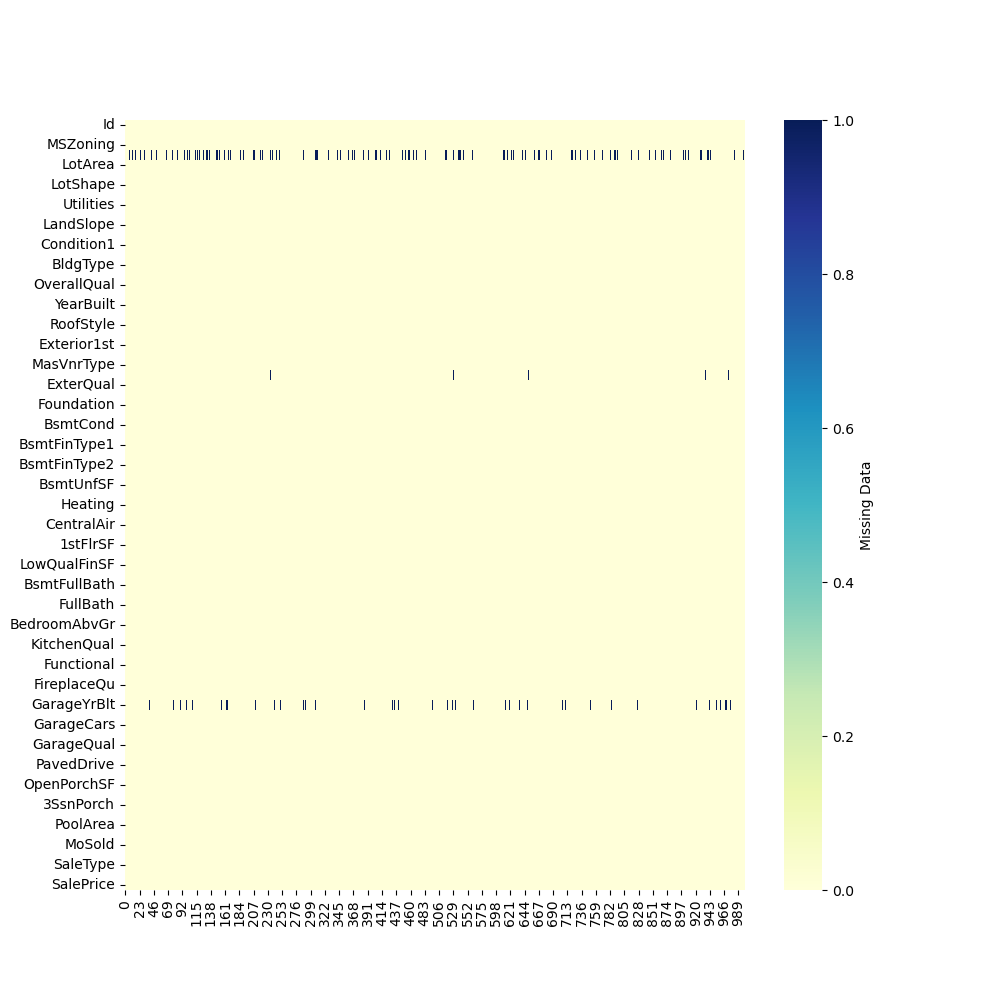 Id
MSZoning
LotArea
LotShape
Utilities
LandSlope
Condition1
BldgType
OverallQual
YearBuilt
RoofStyle
Exterior1st
MasVnrType
ExterQual
Foundation
BsmtCond
BsmtFinType1
BsmtFinType2
BsmtUnfSF
Heating
CentralAir
1stFlrSF
LowQualFinSF
BsmtFullBath
FullBath
BedroomAbvGr
KitchenQual
Functional
FireplaceQu
GarageYrBlt
GarageCars
GarageQual
PavedDrive
OpenPorchSF
3SsnPorch
PoolArea
MoSold
SaleType
SalePrice
0 23 46 69 92 115 138 161 184 207 230 253 276 299 322 345 368 391 414 437 460 483 506 529 552 575 598 621 644 667 690 713 736 759 782 805 828 851 874 897 920 943 966 989
1.0
0.8
0.6
0.4
0.2
0.0
Missing Data